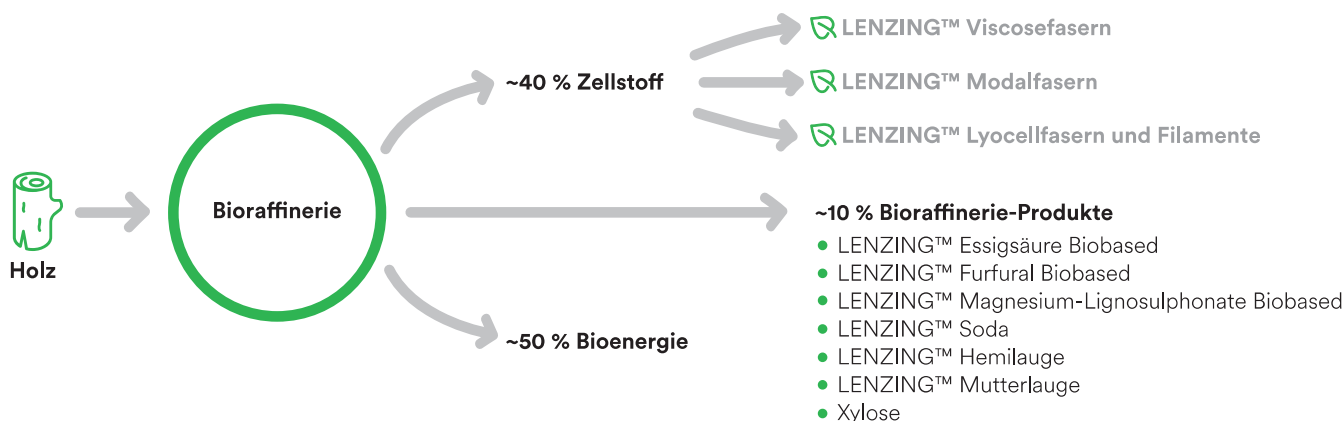 Holz
Bioraffinerie
~40 % Zellstoff
LENZING™ Viscosefasern
LENZING™ Modalfasern
LENZING™ Lyocellfasern und Filamente
~10 % Bioraffinerie-Produkte
LENZING™ Essigsäure Biobased
LENZING™ Furfural Biobased
LENZING™ Magnesium-Lignosulphonate Biobased
LENZING™ Soda
LENZING™ Hemilauge
LENZING™ Mutterlauge
Xylose
~50 % Bioenergie